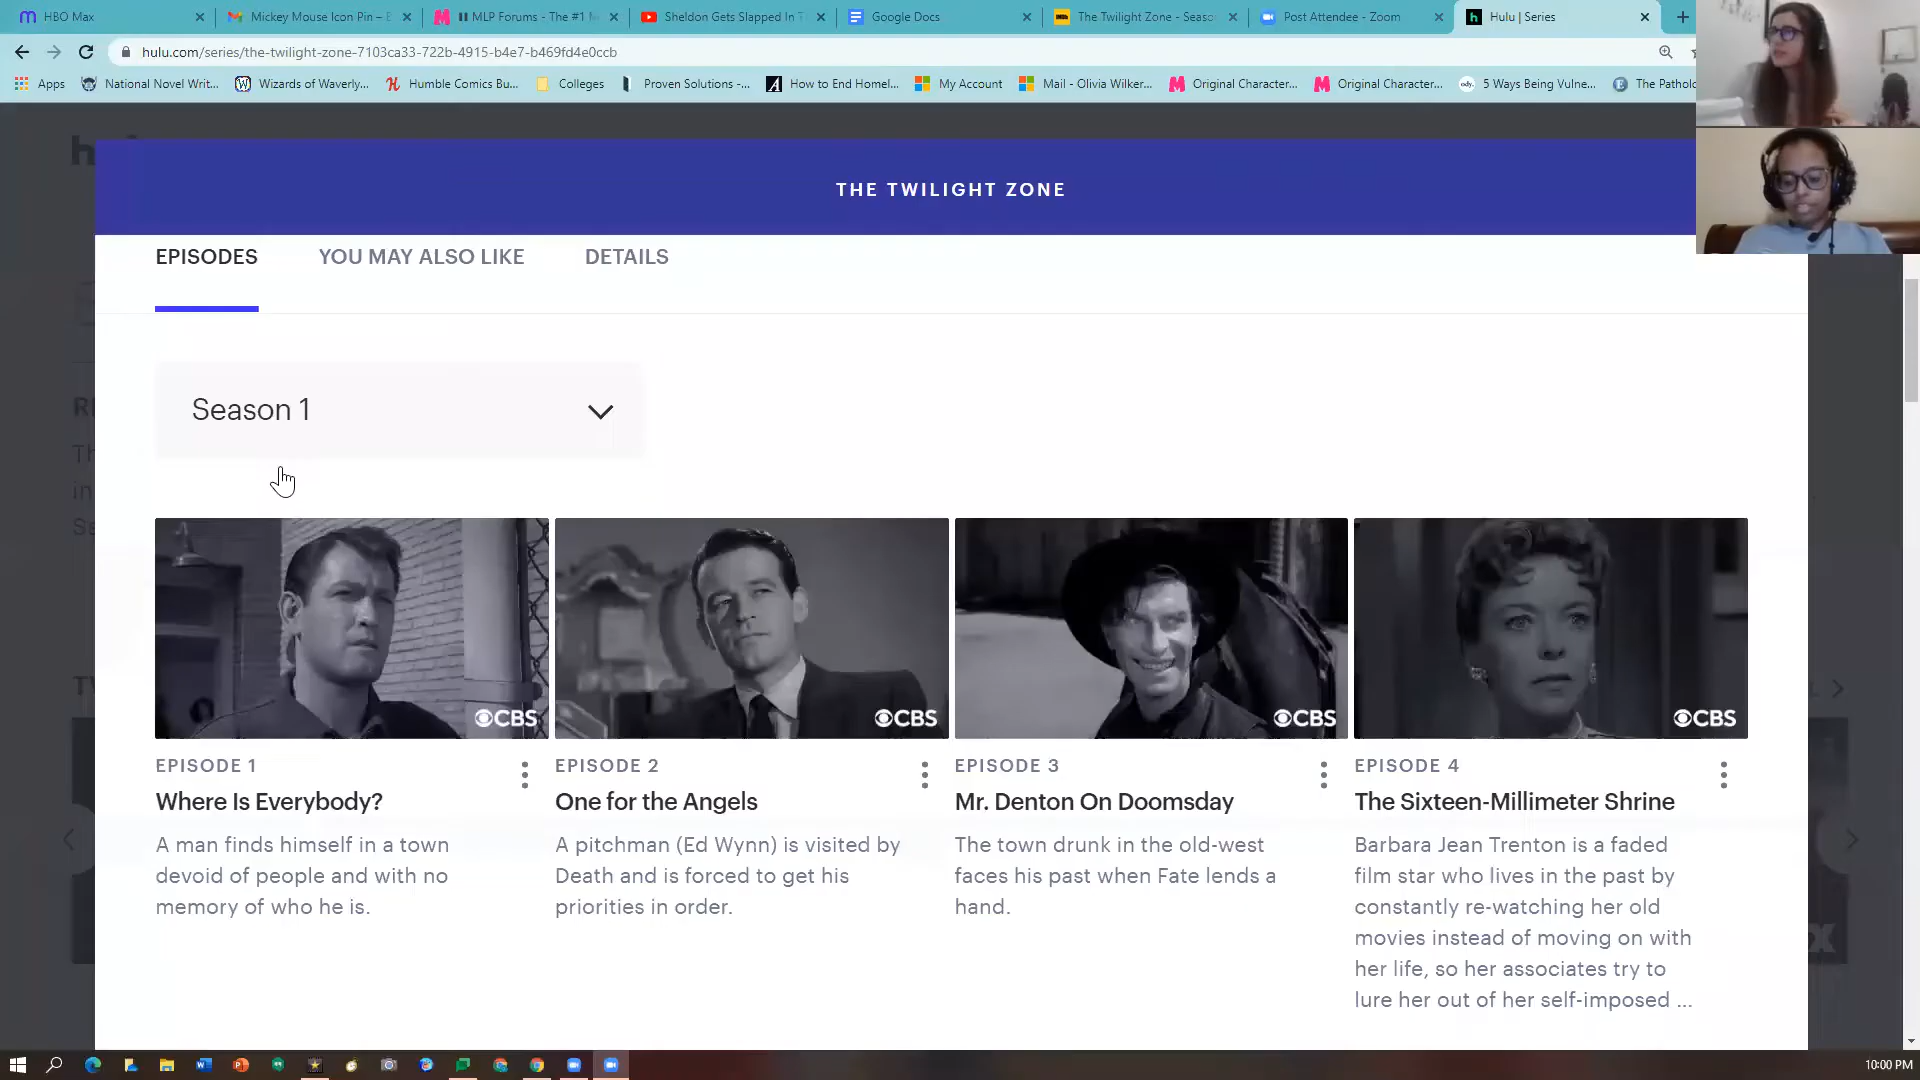 HBO Max
Mickey Mouse Icon Pin – E
MLP Forums - The #1 M
Sheldon Gets Slapped In T
Google Docs
The Twilight Zone - Seaso
Post Attendee - Zoom
Hulu | Series
hulu.com/series/the-twilight-zone-7103ca33-722b-4915-b4e7-b469fd4e0ccb
Apps
National Novel Writ...
Wizards of Waverly...
Humble Comics Bu...
Colleges
Proven Solutions -...
How to End Homel...
My Account
Mail - Olivia Wilker...
Original Character...
Original Character...
5 Ways Being Vulne...
The Patholo
THE TWILIGHT ZONE
EPISODES
YOU MAY ALSO LIKE
DETAILS
Season 1
CBS
CBS
CBS
CBS
EPISODE 1
Where Is Everybody?
A man finds himself in a town
devoid of people and with no
memory of who he is.
EPISODE 2
One for the Angels
A pitchman (Ed Wynn) is visited by
Death and is forced to get his
priorities in order.
EPISODE 3
Mr. Denton On Doomsday
The town drunk in the old-west
faces his past when Fate lends a
hand.
EPISODE 4
The Sixteen-Millimeter Shrine
Barbara Jean Trenton is a faded
film star who lives in the past by
constantly re-watching her old
movies instead of moving on with
her life, so her associates try to
lure her out of her self-imposed ...
10:00 PM